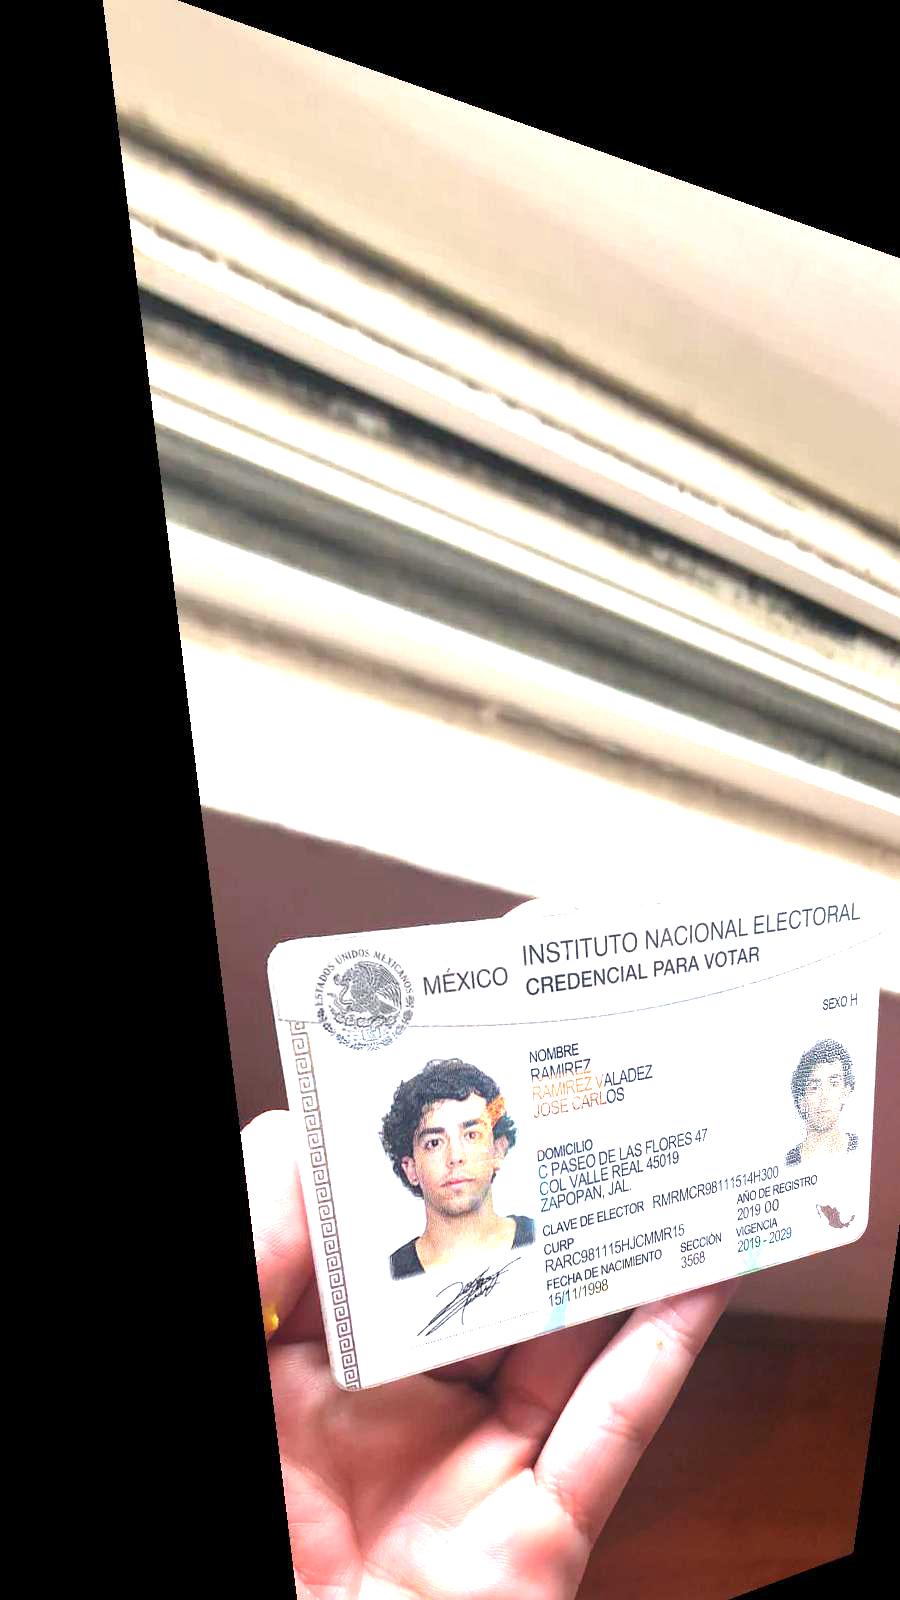 ESTADOS UNIDOS MEXICANOS
MÉXICO
INSTITUTO NACIONAL ELECTORAL
CREDENCIAL PARA VOTAR
SEXO H
NOMBRE
RAMIREZ
RAMIREZ VALADEZ
JOSE CARLOS
DOMICILIO
C PASEO DE LAS FLORES 47
COL VALLE REAL 45019
ZAPOPAN, JAL.
CLAVE DE ELECTOR RMRMCR98111514H300
CURP
RARC981115HJCMMR15
AÑO DE REGISTRO
2019 00
FECHA DE NACIMIENTO
15/11/1998
SECCIÓN
3568
VIGENCIA
2019 - 2029